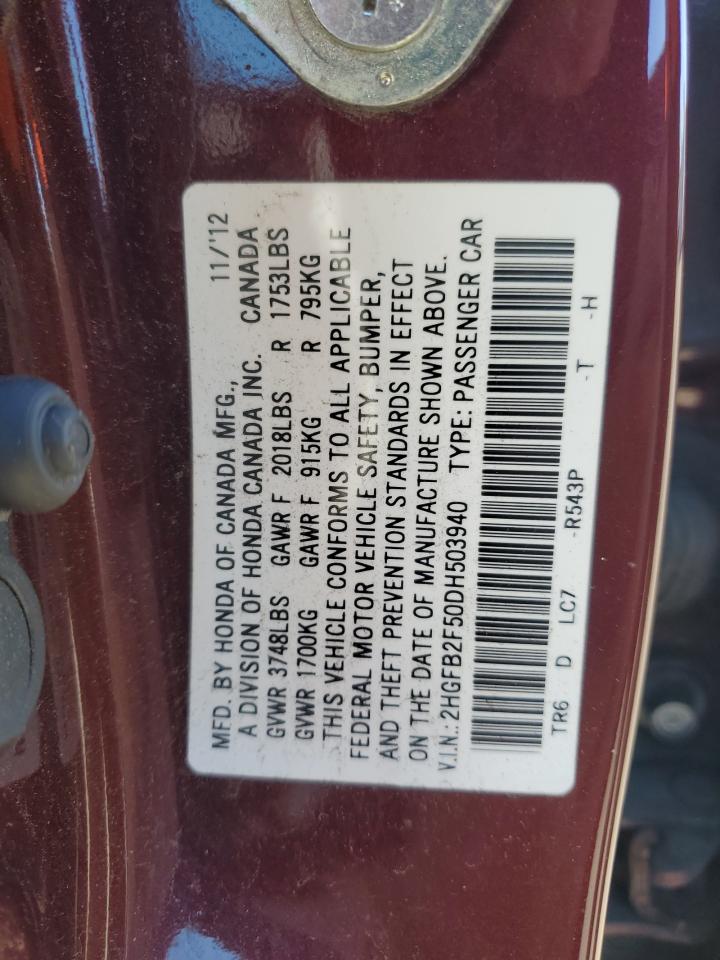 MFD. BY HONDA OF CANADA MFG., 11/'12
A DIVISION OF HONDA CANADA INC. CANADA
GVWR 3748LBS GAWR F 2018LBS R 1753LBS
GVWR 1700KG GAWR F 915KG R 795KG
THIS VEHICLE CONFORMS TO ALL APPLICABLE
FEDERAL MOTOR VEHICLE SAFETY, BUMPER,
AND THEFT PREVENTION STANDARDS IN EFFECT
ON THE DATE OF MANUFACTURE SHOWN ABOVE.
V.I.N.: 2HGFB2F50DH503940 TYPE: PASSENGER CAR
TR6 D LC7 -R543P -T -H